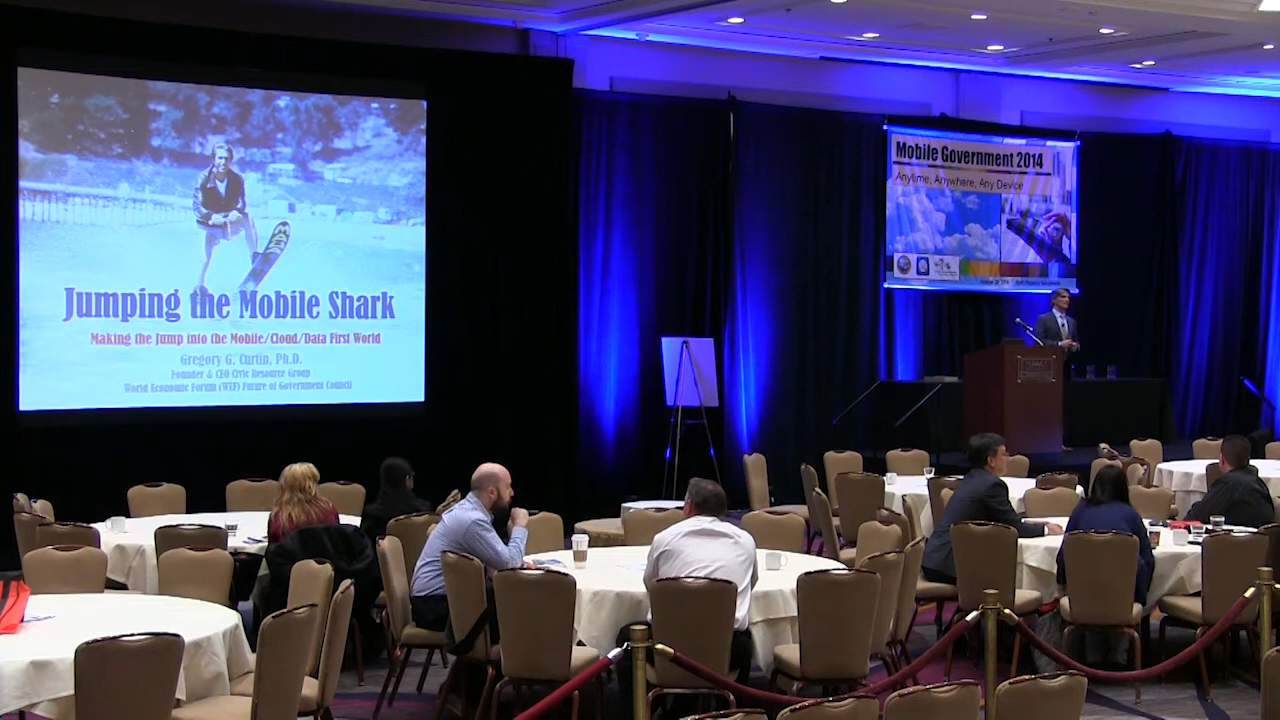 Jumping the Mobile Shark
Making the Jump into the Mobile/Cloud/Data First World
Gregory G. Curtin, Ph.D.
Founder & CEO Civic Resource Group
World Economic Forum (WEF) Future of Government Council
Mobile Government 2014
Anytime, Anywhere, Any Device